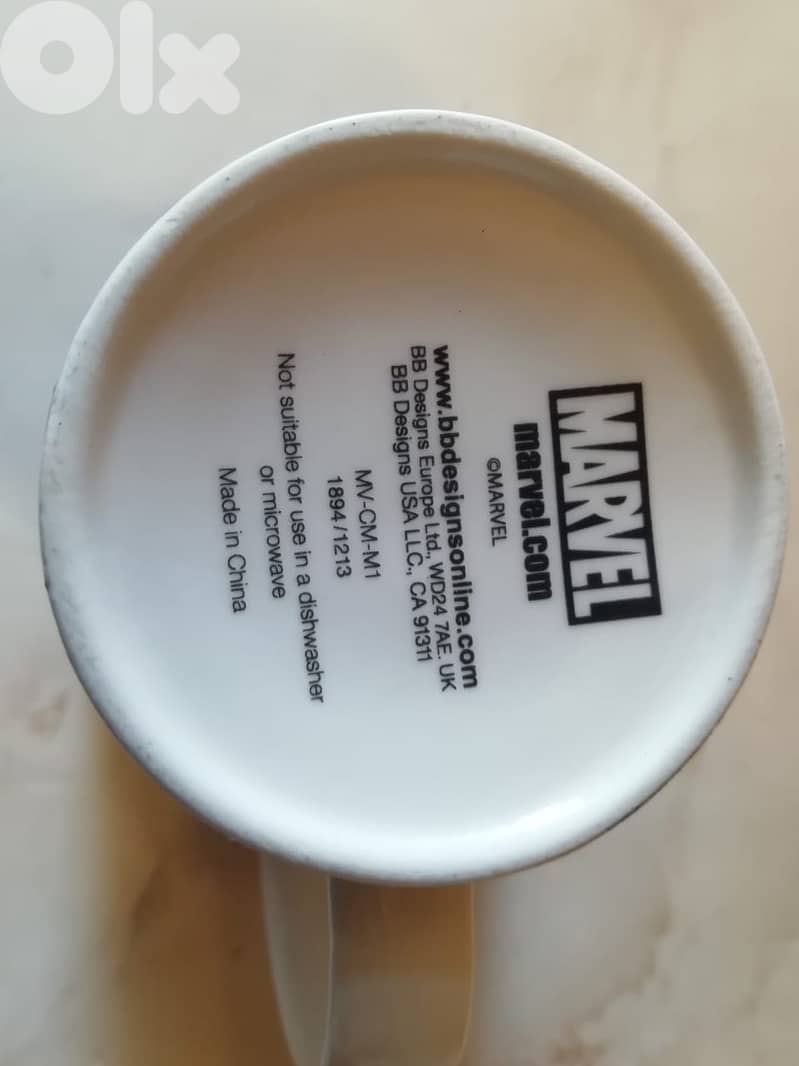 olx
MARVEL
marvel.com
©MARVEL
www.bbdesignsonline.com
BB Designs Europe Ltd., WD24 7AE. UK
BB Designs USA LLC., CA 91311
MV-CM-M1
1894/1213
Not suitable for use in a dishwasher
or microwave
Made in China